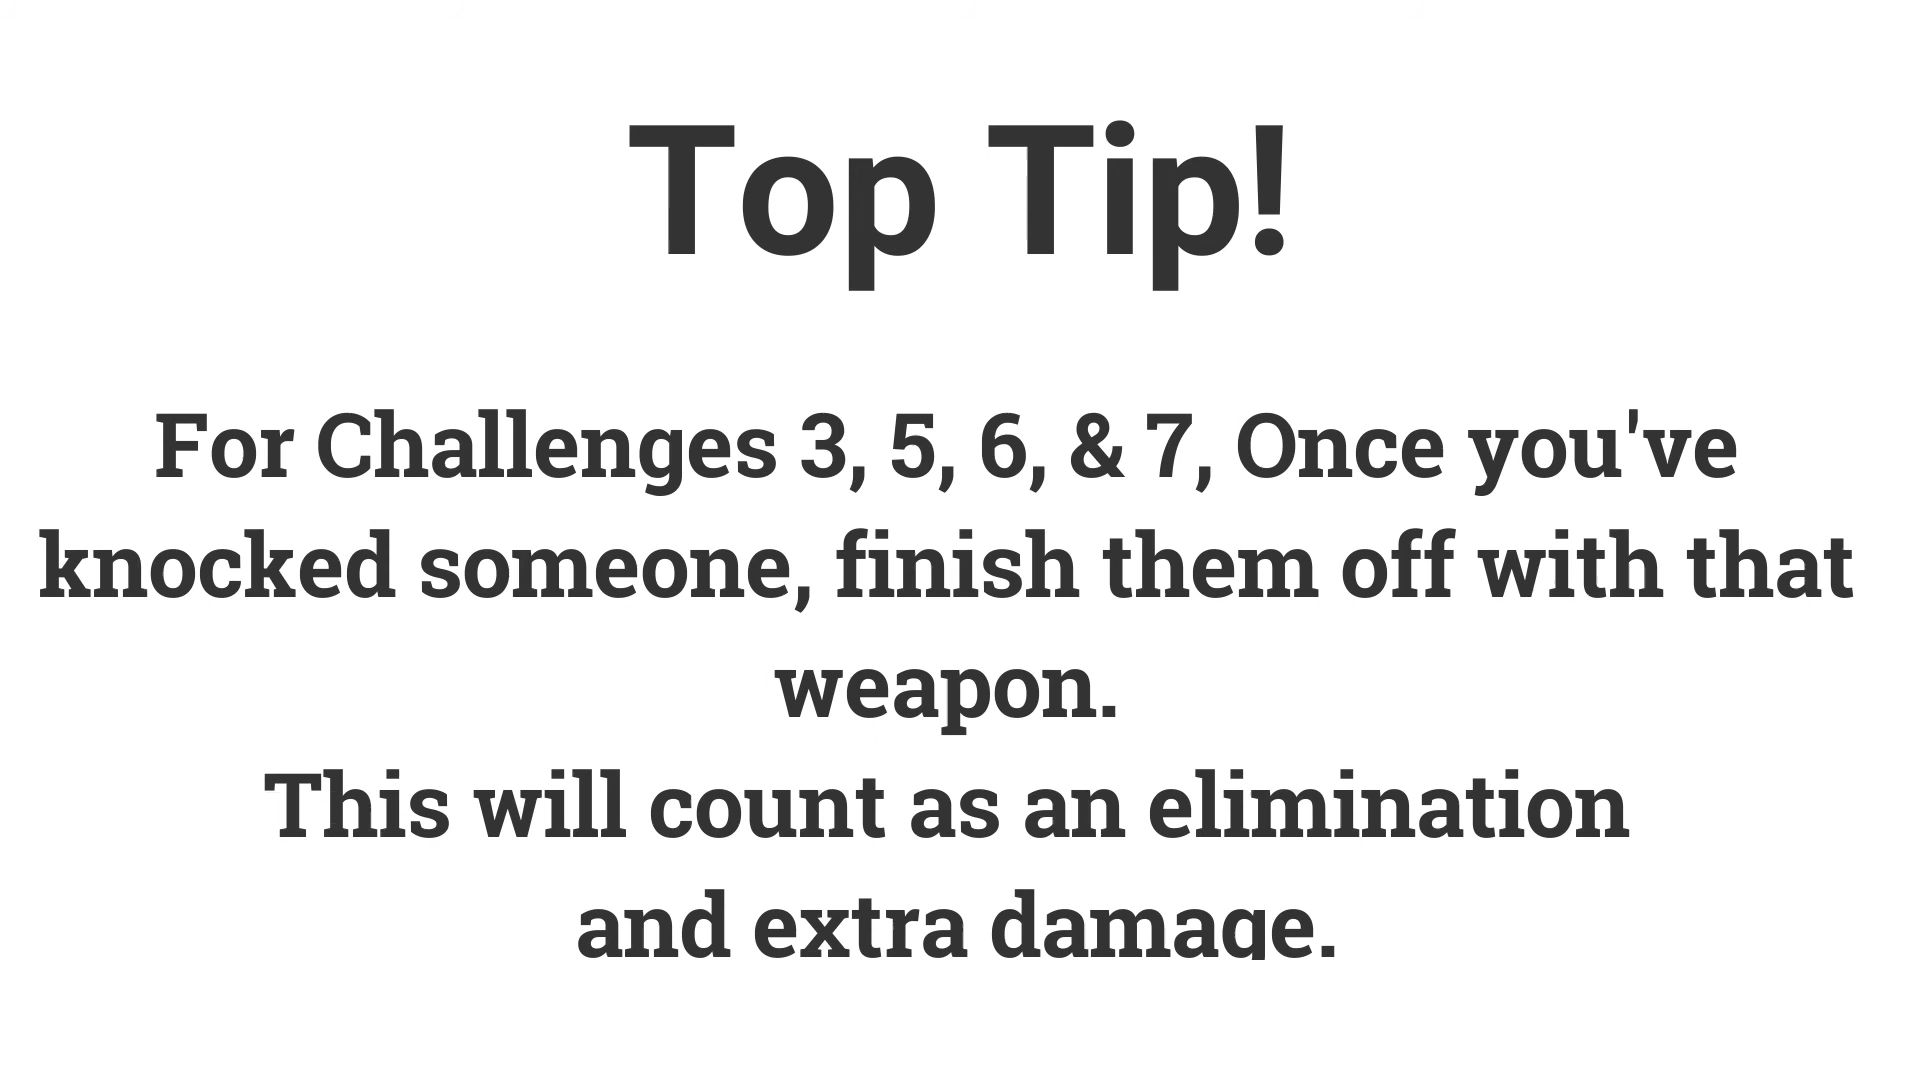 Top Tip!
For Challenges 3, 5, 6, & 7, Once you've
knocked someone, finish them off with that
weapon.
This will count as an elimination
and extra damage.